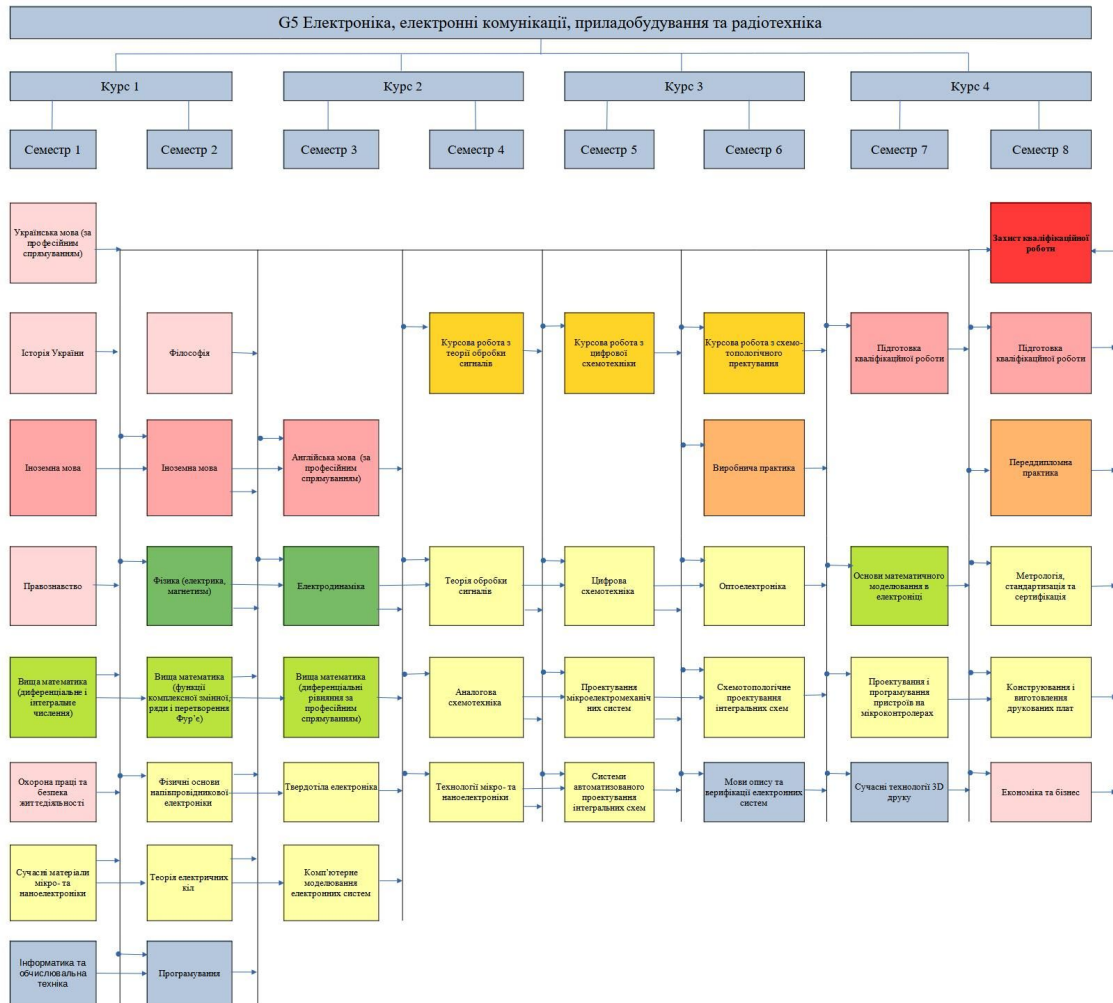 G5 Електроніка, електронні комунікації, приладобудування та радіотехніка
Курс 1
Курс 2
Курс 3
Курс 4
Семестр 1
Семестр 2
Семестр 3
Семестр 4
Семестр 5
Семестр 6
Семестр 7
Семестр 8
Українська мова (за
професійним
спрямуванням)
Захист кваліфікаційної
роботи
Історія України
Філософія
Курсова робота з
теорії обробки
сигналів
Курсова робота з
цифрової
схемотехніки
Курсова робота з схемо-
топологічного
пректування
Підготовка
кваліфікаційної роботи
Підготовка
кваліфікаційної роботи
Іноземна мова
Іноземна мова
Англійська мова (за
професійним
спрямуванням)
Виробнича практика
Переддипломна
практика
Правознавство
Фізика (електрика,
магнетизм)
Електродинаміка
Теорія обробки
сигналів
Цифрова
схемотехніка
Оптоелектроніка
Основи математичного
моделювання в
електроніці
Метрологія,
стандартизація та
сертифікація
Вища математика
(диференціальне і
інтегральне
числення)
Вища математика
(функції
комплексної змінної,
ряди і перетворення
Фур’є)
Вища математика
(диференціальні
рівняння за
професійним
спрямуванням)
Аналогова
схемотехніка
Проектування
мікроелектромеханіч
них систем
Схемотопологічне
проектування
інтегральних схем
Проектування і
програмування
пристроїв на
мікроконтролерах
Конструювання і
виготовлення
друкованих плат
Охорона праці та
безпека
життєдіяльності
Фізичні основи
напівпровідникової
електроніки
Твердотіла електроніка
Технології мікро- та
наноелектроніки
Системи
автоматизованого
проектування
інтегральних схем
Мови опису та
верифікації електронних
систем
Сучасні технології 3D
друку
Економіка та бізнес
Сучасні матеріали
мікро- та
наноелектроніки
Теорія електричних
кіл
Комп’ютерне
моделювання
електронних систем
Інформатика та
обчислювальна
техніка
Програмування